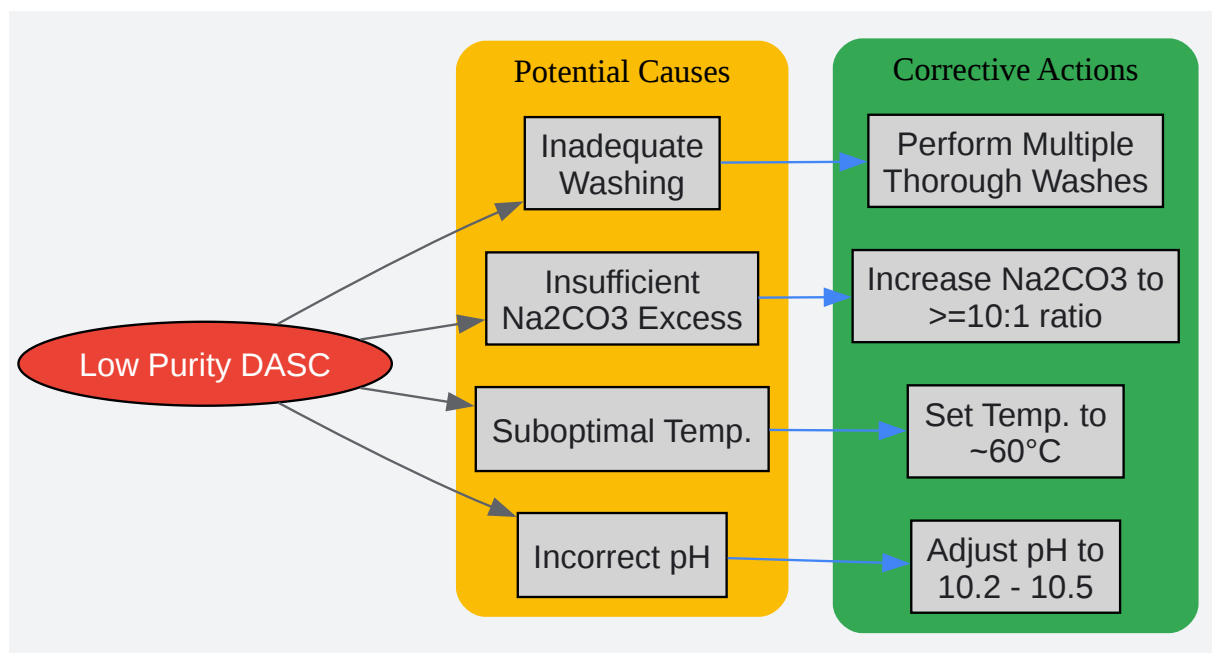 Potential Causes
Corrective Actions
Inadequate
Washing
Perform Multiple
Thorough Washes
Insufficient
Na2CO3 Excess
Increase Na2CO3 to
>=10:1 ratio
Low Purity DASC
Suboptimal Temp.
Set Temp. to
~60°C
Incorrect pH
Adjust pH to
10.2 - 10.5